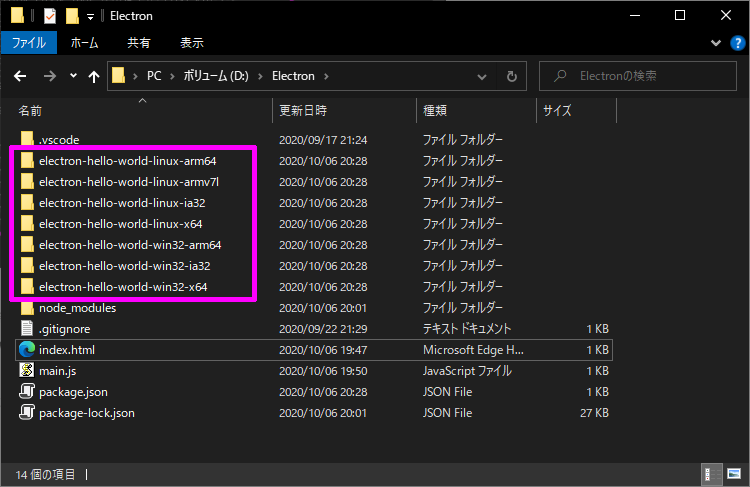 Electron
ファイル ホーム 共有 表示
PC ボリューム (D:) Electron Electronの検索
名前 更新日時 種類 サイズ
.vscode 2020/09/17 21:24 ファイル フォルダー
electron-hello-world-linux-arm64 2020/10/06 20:28 ファイル フォルダー
electron-hello-world-linux-armv7l 2020/10/06 20:28 ファイル フォルダー
electron-hello-world-linux-ia32 2020/10/06 20:28 ファイル フォルダー
electron-hello-world-linux-x64 2020/10/06 20:28 ファイル フォルダー
electron-hello-world-win32-arm64 2020/10/06 20:28 ファイル フォルダー
electron-hello-world-win32-ia32 2020/10/06 20:28 ファイル フォルダー
electron-hello-world-win32-x64 2020/10/06 20:28 ファイル フォルダー
node_modules 2020/10/06 20:01 ファイル フォルダー
.gitignore 2020/09/22 21:29 テキスト ドキュメント 1 KB
index.html 2020/10/06 19:47 Microsoft Edge H... 1 KB
main.js 2020/10/06 19:50 JavaScript ファイル 1 KB
package.json 2020/10/06 20:28 JSON File 1 KB
package-lock.json 2020/10/06 20:01 JSON File 27 KB
14 個の項目